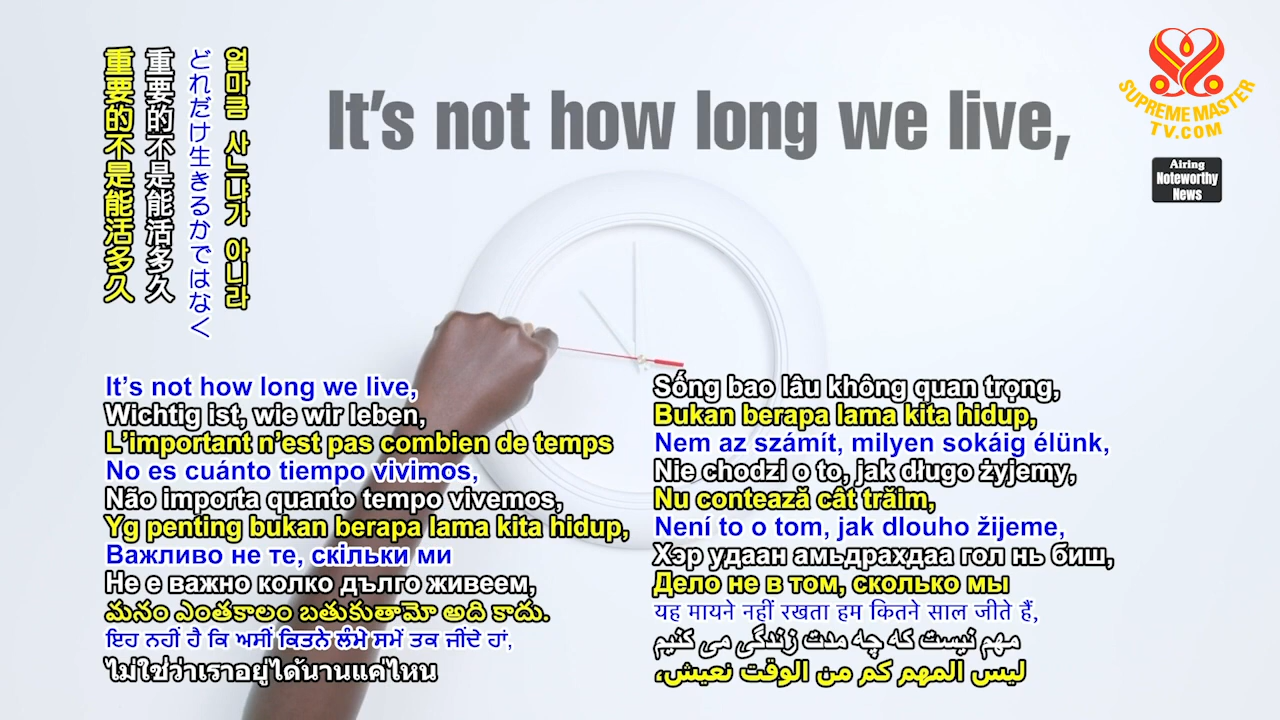 重要的不是能活多久
重要的不是能活多久
どれだけ生きるかではなく
얼마큼 사느냐가 아니라
It's not how long we live,
SUPREME MASTER
TV.COM
Airing
Noteworthy
News
It's not how long we live,
Wichtig ist, wie wir leben,
L'important n'est pas combien de temps
No es cuánto tiempo vivimos,
Não importa quanto tempo vivemos,
Yg penting bukan berapa lama kita hidup,
Важливо не те, скільки ми
Не е важно колко дълго живеем,
మనం ఎంతకాలం బతుకుతామో అది కాదు.
ਇਹ ਨਹੀਂ ਹੈ ਕਿ ਅਸੀਂ ਕਿਤਨੇ ਲੰਮੇ ਸਮੇਂ ਤਕ ਜੀਂਦੇ ਹਾਂ,
ไม่ใช่ว่าเราอยู่ได้นานแค่ไหน
Sống bao lâu không quan trọng,
Bukan berapa lama kita hidup,
Nem az számít, milyen sokáig élünk,
Nie chodzi o to, jak długo żyjemy,
Nu contează cât trăim,
Není to o tom, jak dlouho žijeme,
Хэр удаан амьдрахдаа гол нь биш,
Дело не в том, сколько мы
यह मायने नहीं रखता हम कितने साल जीते हैं,
مهم نیست که چه مدت زندگی می کنیم
ليس المهم كم من الوقت نعيش،